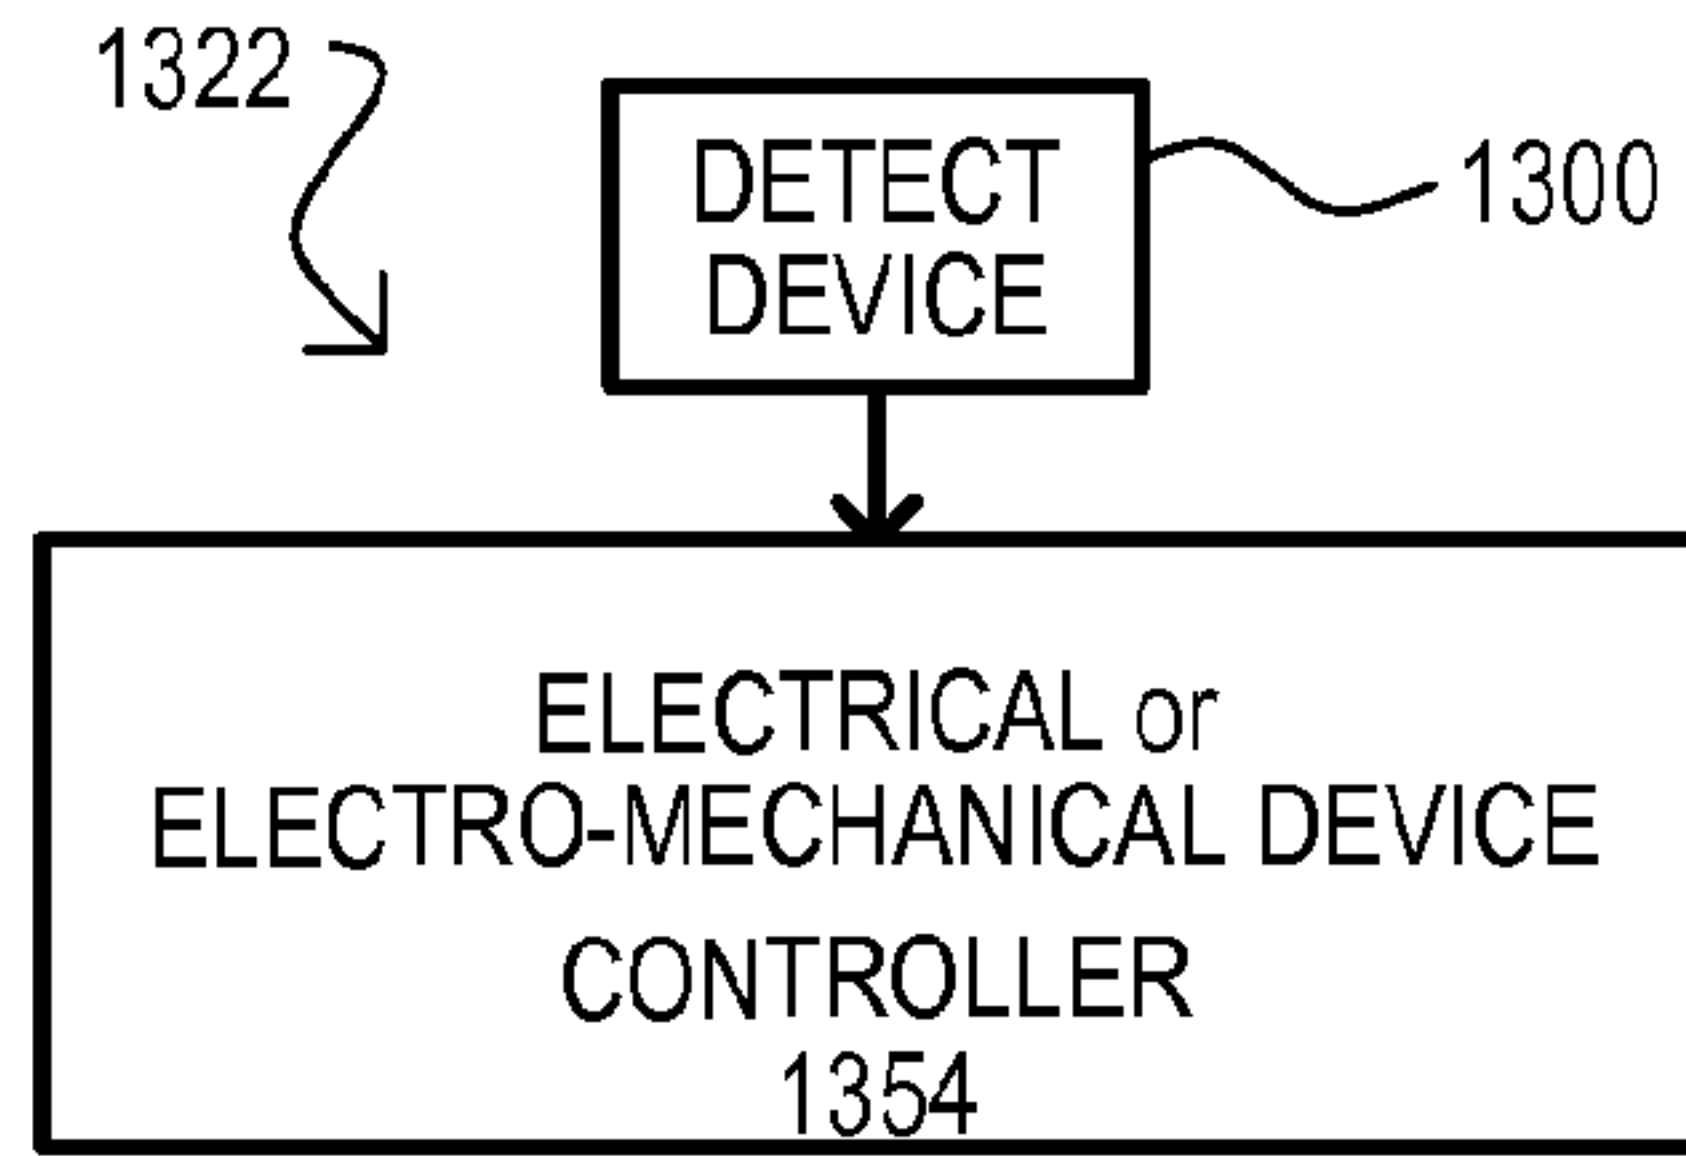 1322
DETECT
DEVICE
1300
ELECTRICAL or
ELECTRO-MECHANICAL DEVICE
CONTROLLER
1354